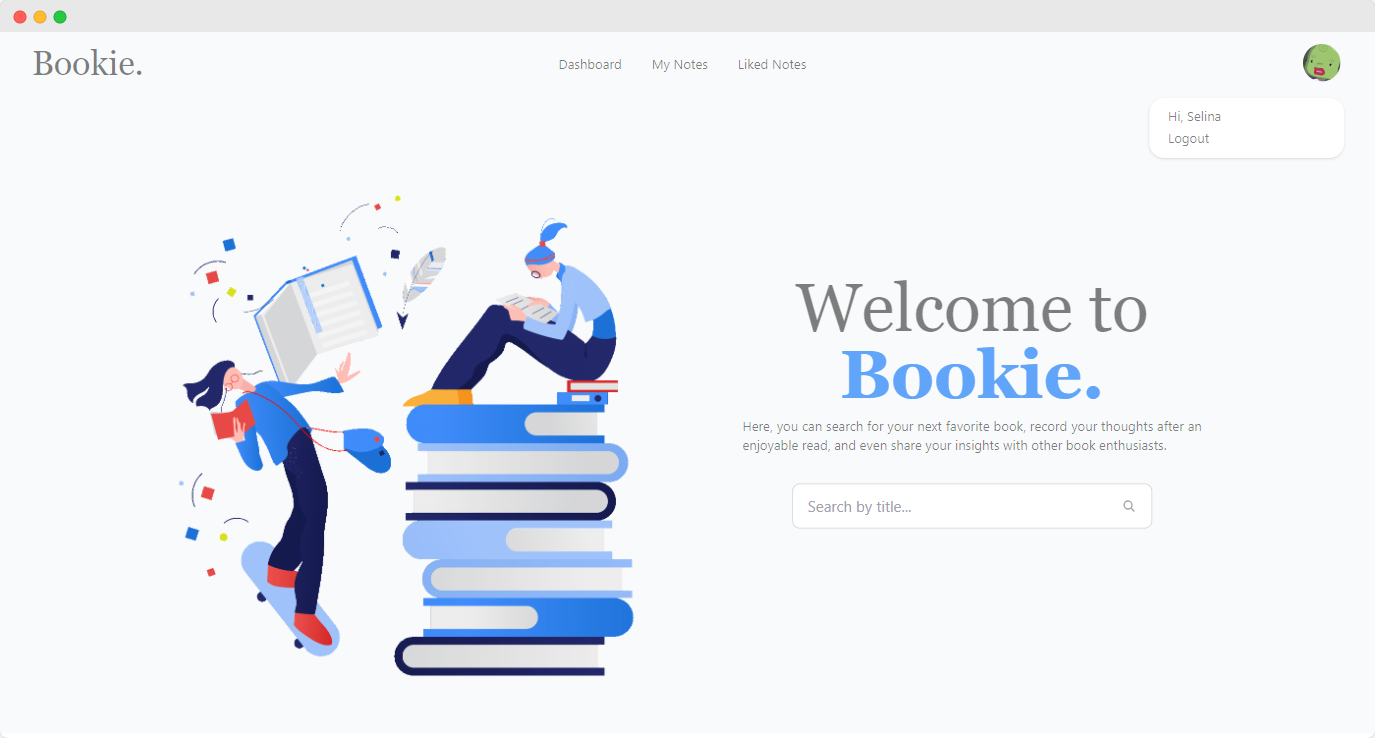 Bookie.
Dashboard
My Notes
Liked Notes
Hi, Selina
Logout
Welcome to
Bookie.
Here, you can search for your next favorite book, record your thoughts after an
enjoyable read, and even share your insights with other book enthusiasts.
Search by title...